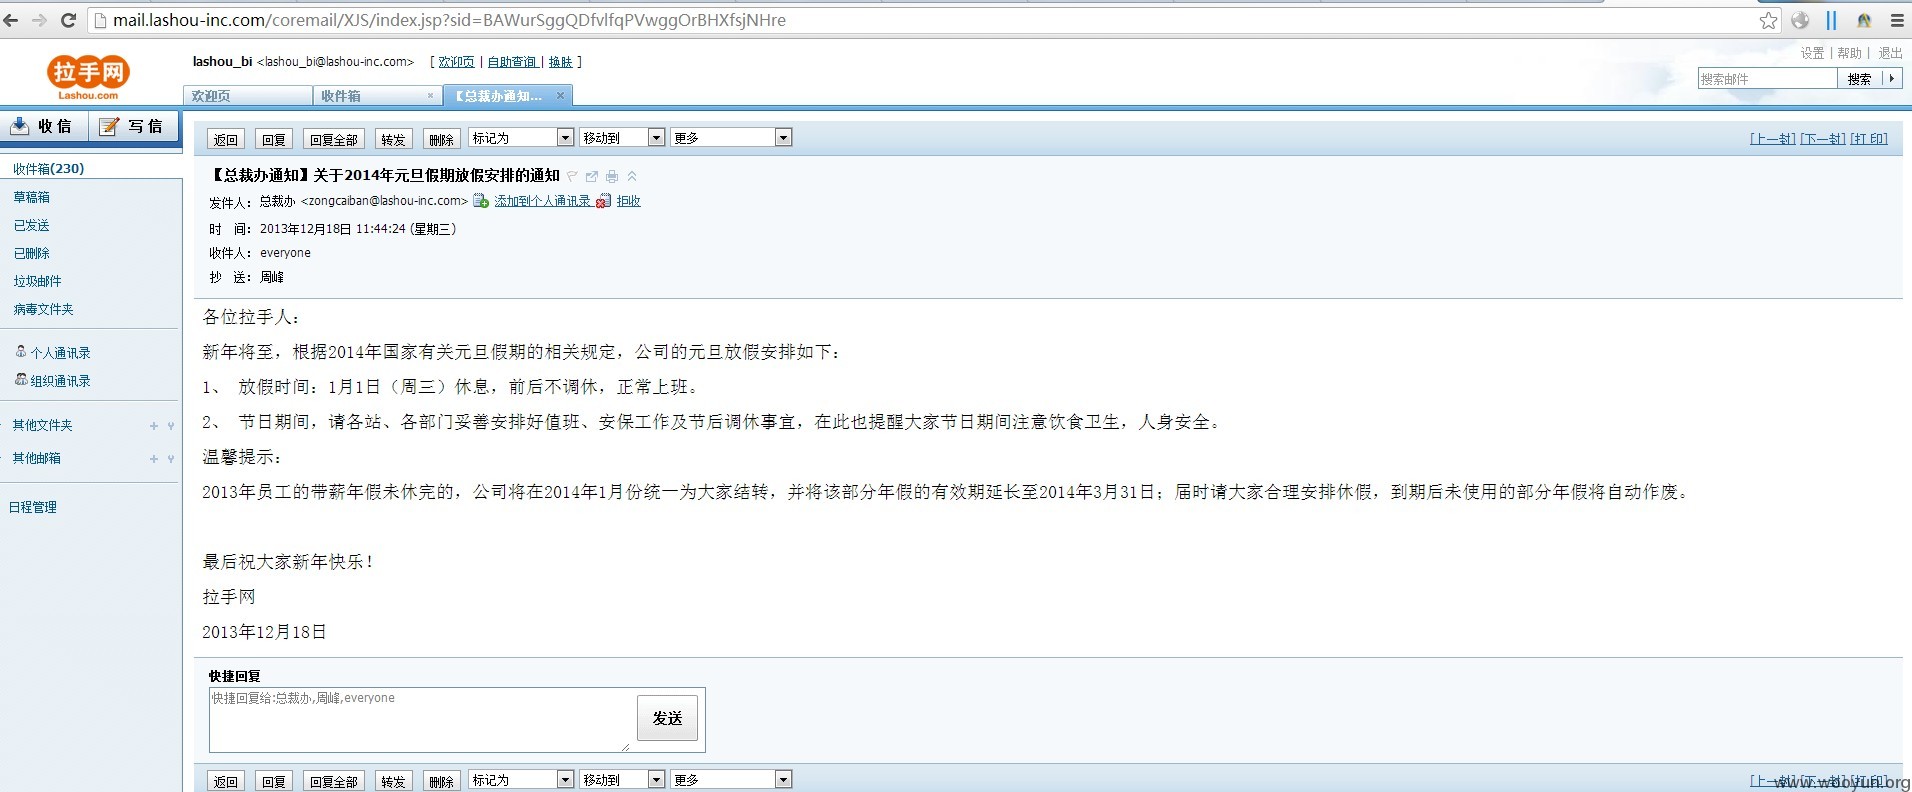 mail.lashou-inc.com/coremail/XJS/index.jsp?sid=BAWurSggQDfvlfqPVwggOrBHXfsjNHre
拉手网
Lashou.com
lashou_bi <lashou_bi@lashou-inc.com> [ 欢迎页 | 自助查询 | 换肤 ]
设置 | 帮助 | 退出
搜索邮件 搜索
欢迎页 收件箱 × 【总裁办通知... ×
收信 写信
返回 回复 回复全部 转发 删除 标记为 移动到 更多 [上一封] [下一封] [打印]
收件箱(230)
草稿箱
已发送
已删除
垃圾邮件
病毒文件夹
个人通讯录
组织通讯录
其他文件夹
其他邮箱
日程管理
【总裁办通知】关于2014年元旦假期放假安排的通知
发件人: 总裁办 <zongcaiban@lashou-inc.com> 添加到个人通讯录 拒收
时 间: 2013年12月18日 11:44:24 (星期三)
收件人: everyone
抄 送: 周峰
各位拉手人:
新年将至，根据2014年国家有关元旦假期的相关规定，公司的元旦放假安排如下:
1、 放假时间: 1月1日（周三）休息，前后不调休，正常上班。
2、 节日期间，请各站、各部门妥善安排好值班、安保工作及节后调休事宜，在此也提醒大家节日期间注意饮食卫生，人身安全。
温馨提示:
2013年员工的带薪年假未休完的，公司将在2014年1月份统一为大家结转，并将该部分年假的有效期延长至2014年3月31日；届时请大家合理安排休假，到期后未使用的部分年假将自动作废。
最后祝大家新年快乐！
拉手网
2013年12月18日
快捷回复
快捷回复给:总裁办,周峰,everyone
发送
返回 回复 回复全部 转发 删除 标记为 移动到 更多 [上一封] [下一封] [打印]
www.wooyun.org